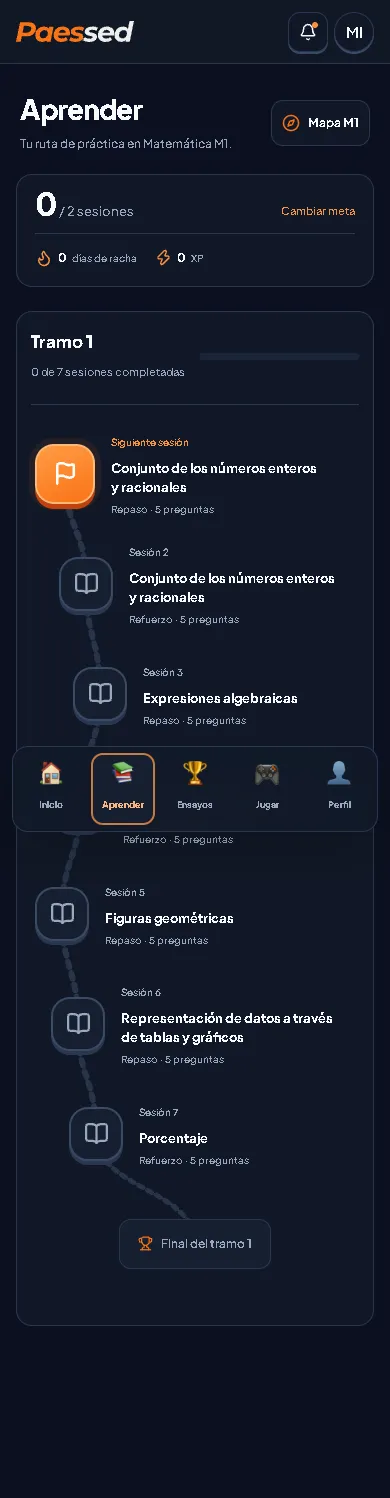 Paessed
MI
Aprender
Tu ruta de práctica en Matemática M1.
Mapa M1
0 / 2 sesiones
Cambiar meta
0 días de racha
0 XP
Tramo 1
0 de 7 sesiones completadas
Siguiente sesión
Conjunto de los números enteros
y racionales
Repaso · 5 preguntas
Sesión 2
Conjunto de los números enteros
y racionales
Refuerzo · 5 preguntas
Sesión 3
Expresiones algebraicas
Repaso · 5 preguntas
Inicio
Aprender
Ensayos
Jugar
Perfil
Refuerzo · 5 preguntas
Sesión 5
Figuras geométricas
Repaso · 5 preguntas
Sesión 6
Representación de datos a través
de tablas y gráficos
Repaso · 5 preguntas
Sesión 7
Porcentaje
Refuerzo · 5 preguntas
Final del tramo 1